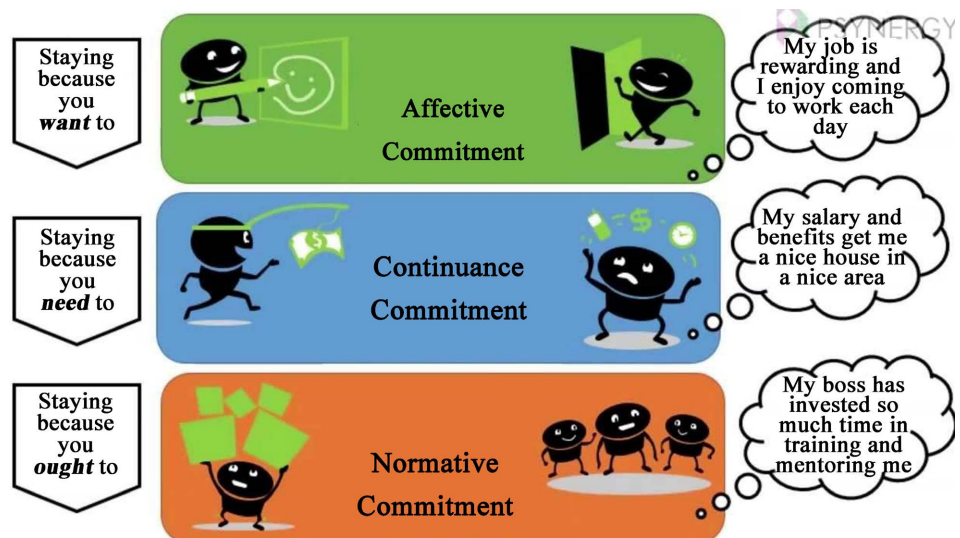 PSYNERGY
Staying
because
you
want to
Affective
Commitment
My job is
rewarding and
I enjoy coming
to work each
day
Staying
because
you
need to
$
$
Continuance
Commitment
My salary and
benefits get me
a nice house in
a nice area
Staying
because
you
ought to
Normative
Commitment
My boss has
invested so
much time in
training and
mentoring me